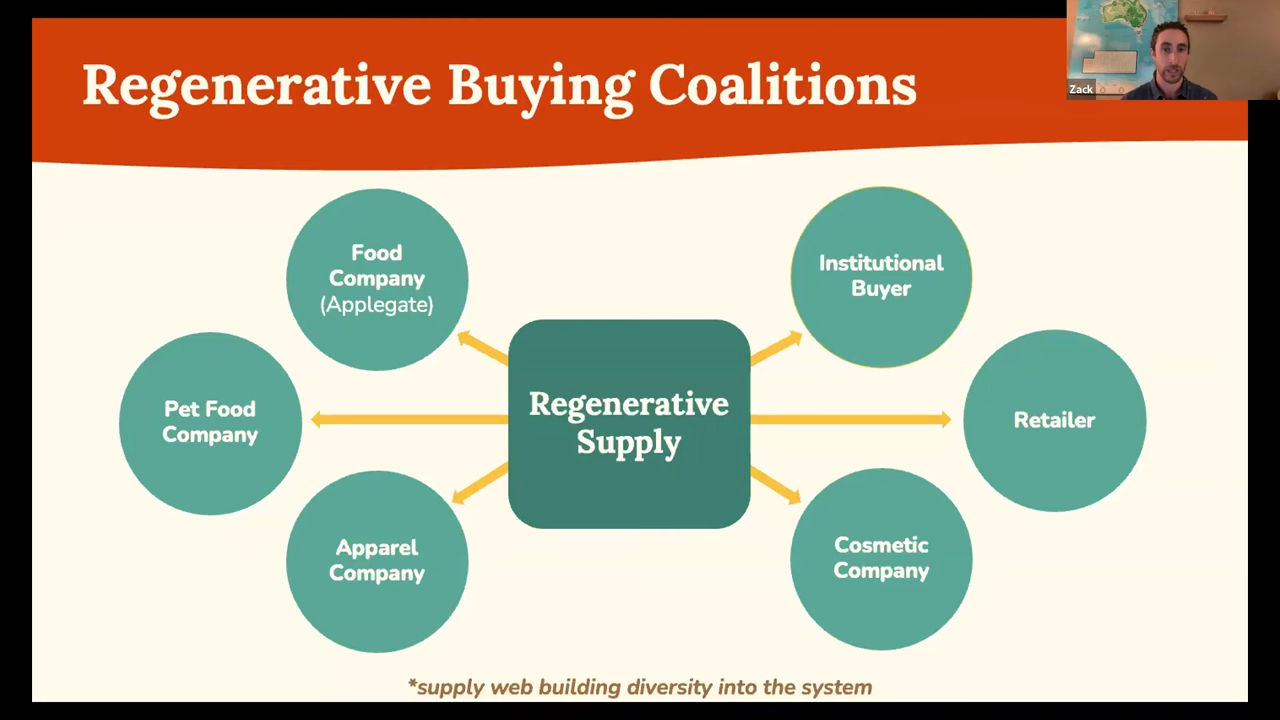 Regenerative Buying Coalitions
Zack
Food
Company
(Applegate)
Institutional
Buyer
Pet Food
Company
Regenerative
Supply
Retailer
Apparel
Company
Cosmetic
Company
*supply web building diversity into the system